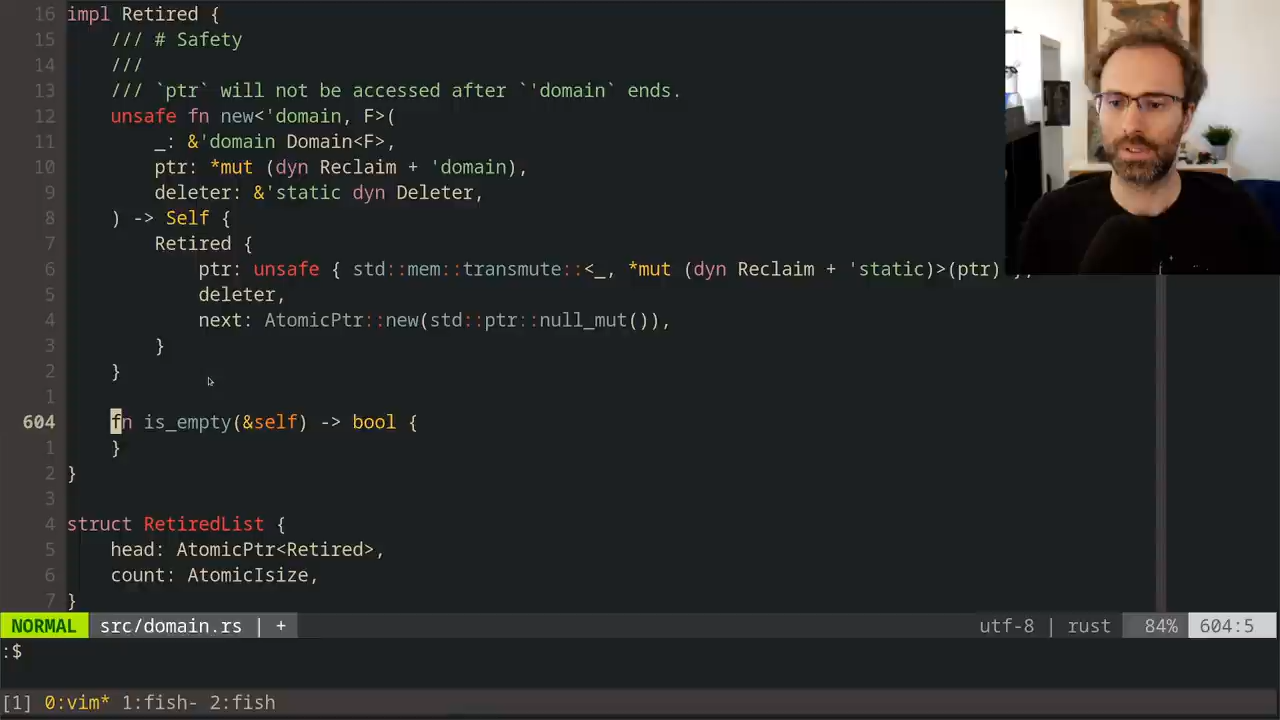 16 impl Retired {
15 /// # Safety
14 ///
13 /// `ptr` will not be accessed after `'domain` ends.
12 unsafe fn new<'domain, F>(
11 _: &'domain Domain<F>,
10 ptr: *mut (dyn Reclaim + 'domain),
9 deleter: &'static dyn Deleter,
8 ) -> Self {
7 Retired {
6 ptr: unsafe { std::mem::transmute::<_, *mut (dyn Reclaim + 'static)>(ptr) },
5 deleter,
4 next: AtomicPtr::new(std::ptr::null_mut()),
3 }
2 }
1
604 fn is_empty(&self) -> bool {
1 }
2 }
3
4 struct RetiredList {
5 head: AtomicPtr<Retired>,
6 count: AtomicIsize,
7 }
NORMAL src/domain.rs | + utf-8 | rust 84% 604:5
:$
[1] 0:vim* 1:fish- 2:fish